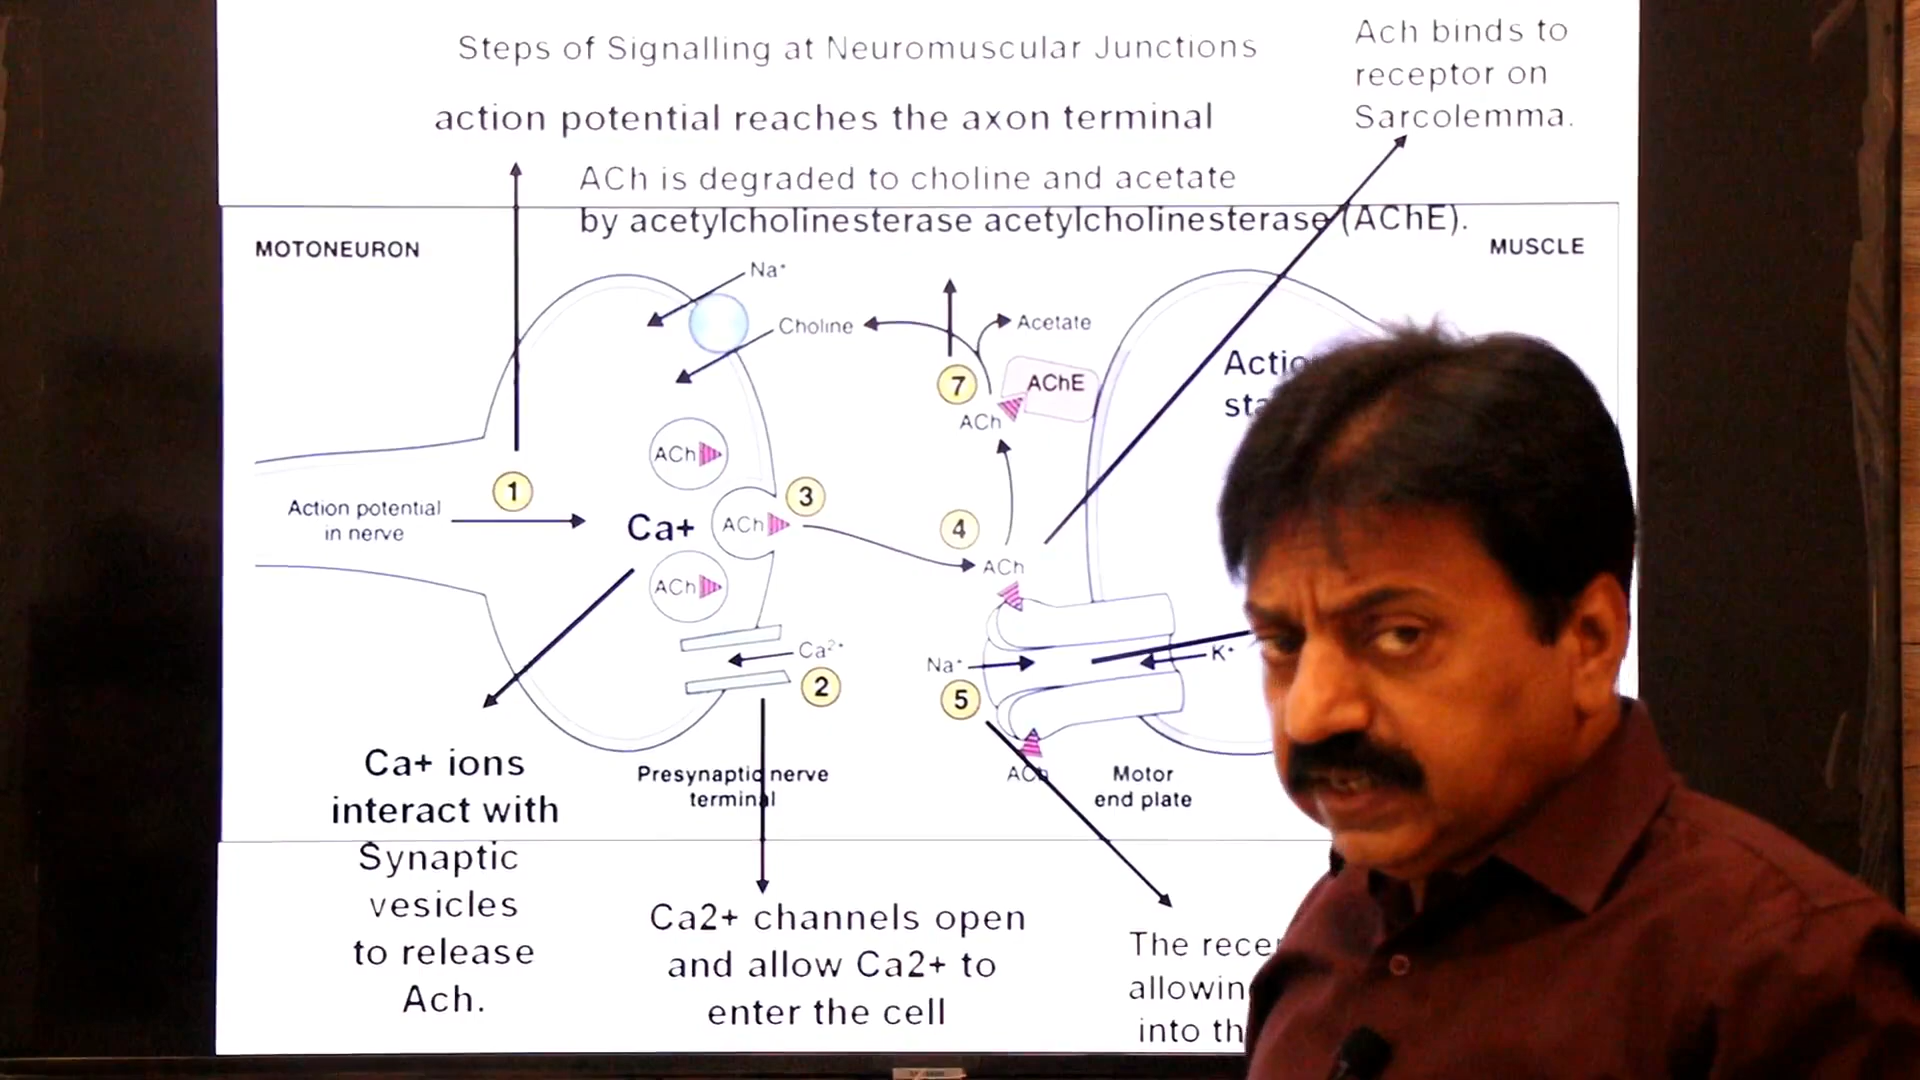 Steps of Signalling at Neuromuscular Junctions
Ach binds to
receptor on
Sarcolemma.
action potential reaches the axon terminal
ACh is degraded to choline and acetate
by acetylcholinesterase acetylcholinesterase (AChE).
MOTONEURON
MUSCLE
Na+
Choline
Acetate
AChE
7
ACh
ACh
3
1
Action potential
in nerve
Ca+
ACh
4
ACh
ACh
Ca2+
2
Na+
K+
5
Ca+ ions
interact with
Synaptic
vesicles
to release
Ach.
Presynaptic nerve
terminal
ACh
Motor
end plate
Ca2+ channels open
and allow Ca2+ to
enter the cell
The
into